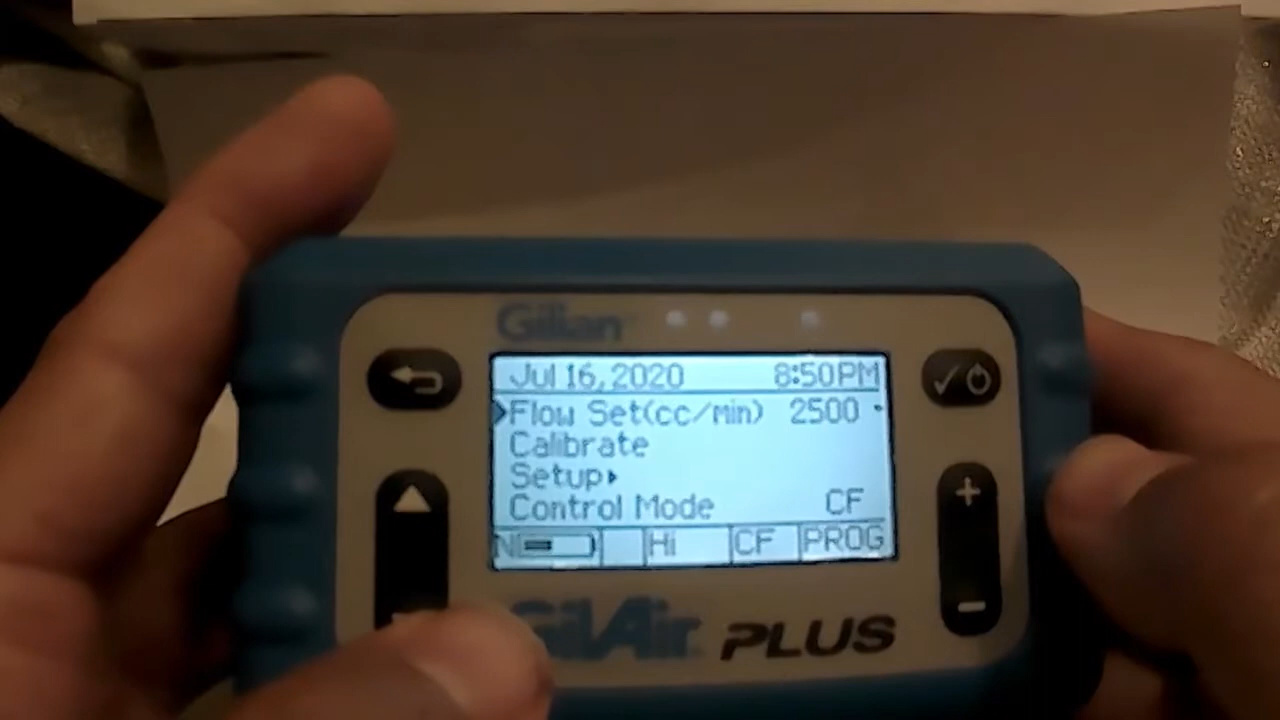 Gilian
Jul 16,2020 8:50PM
Flow Set(cc/min) 2500
Calibrate
Setup▸
Control Mode CF
N Hi CF PROG
GilAir PLUS